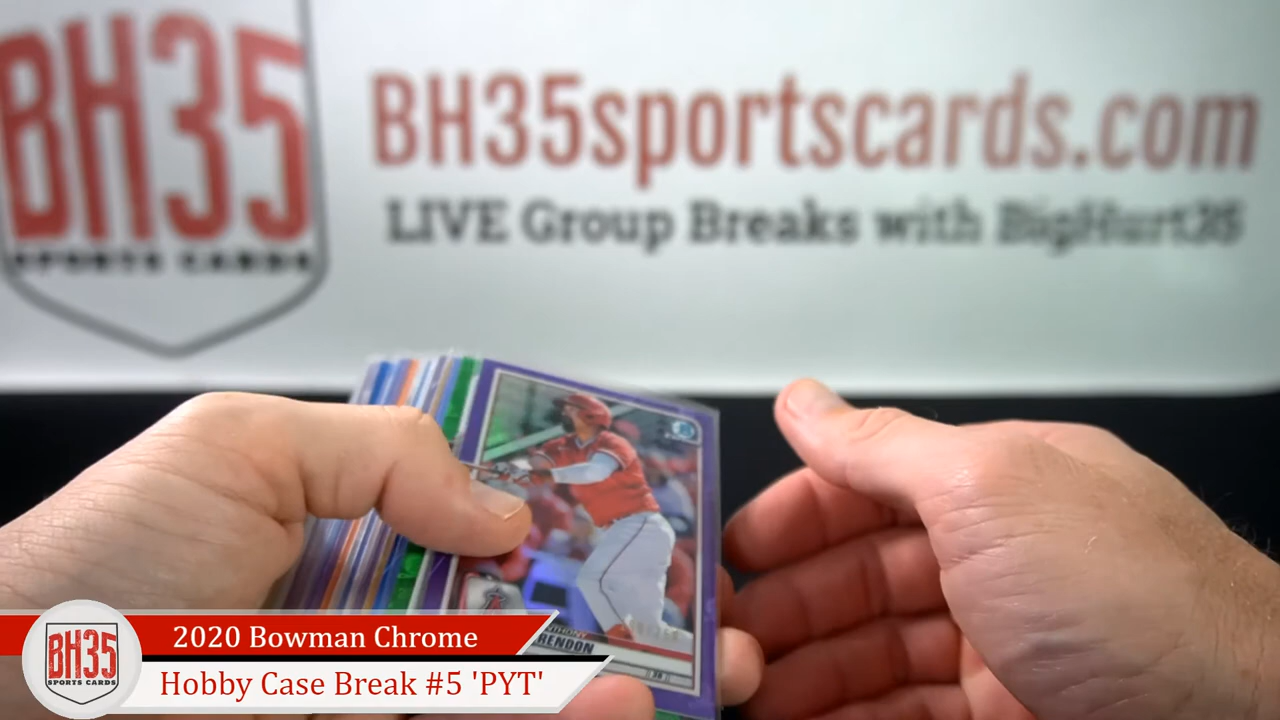 BH35
SPORTS CARDS
BH35sportscards.com
LIVE Group Breaks with BigHurt35
RENDON
BH35
SPORTS CARDS
2020 Bowman Chrome
Hobby Case Break #5 'PYT'